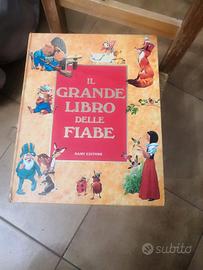 IL
GRANDE
LIBRO
DELLE
FIABE
DAMI EDITORE
subito